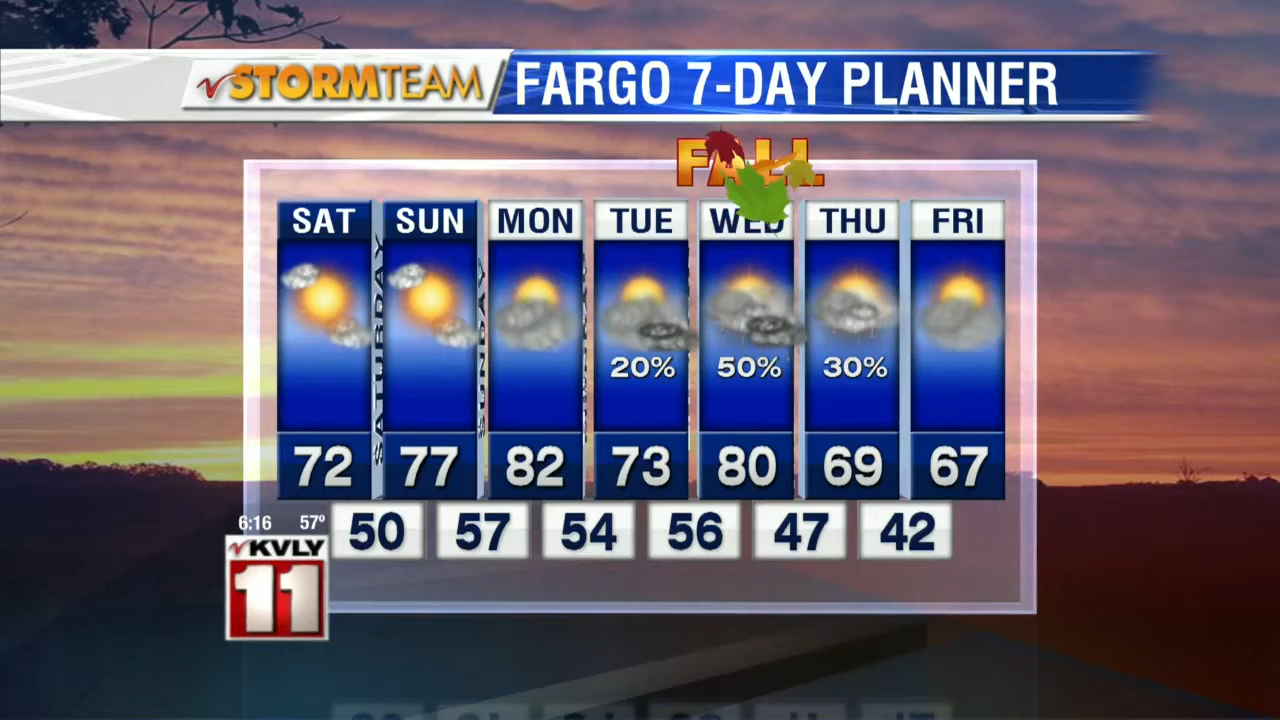 STORMTEAM FARGO 7-DAY PLANNER
FALL
SAT SUN MON TUE WED THU FRI
SATURDAY SUNDAY
20% 50% 30%
72 77 82 73 80 69 67
6:16 57°
50 57 54 56 47 42
KVLY
11